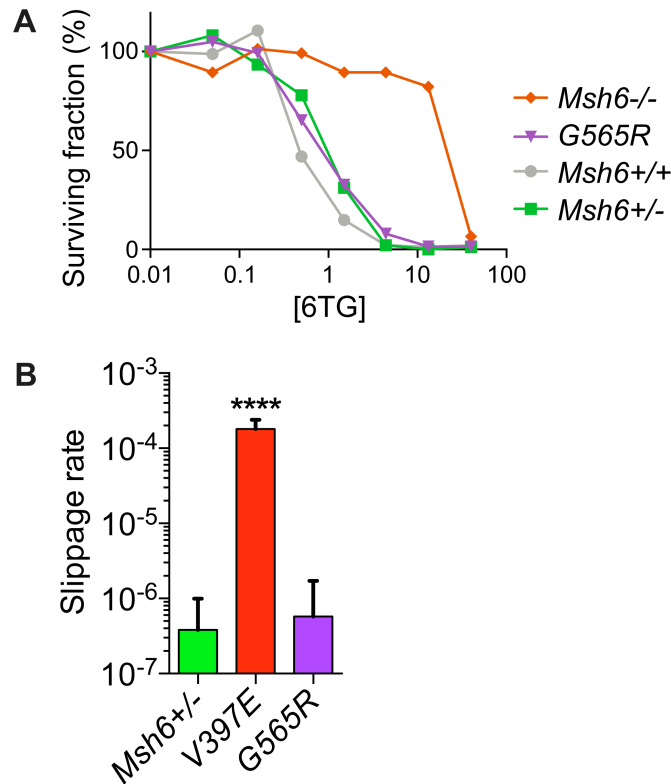 A
Surviving fraction (%)
100
50
0
0.01 0.1 1 10 100
[6TG]
Msh6-/-
G565R
Msh6+/+
Msh6+/-
B
Slippage rate
10-3
10-4
10-5
10-6
10-7
****
Msh6+/-
V397E
G565R